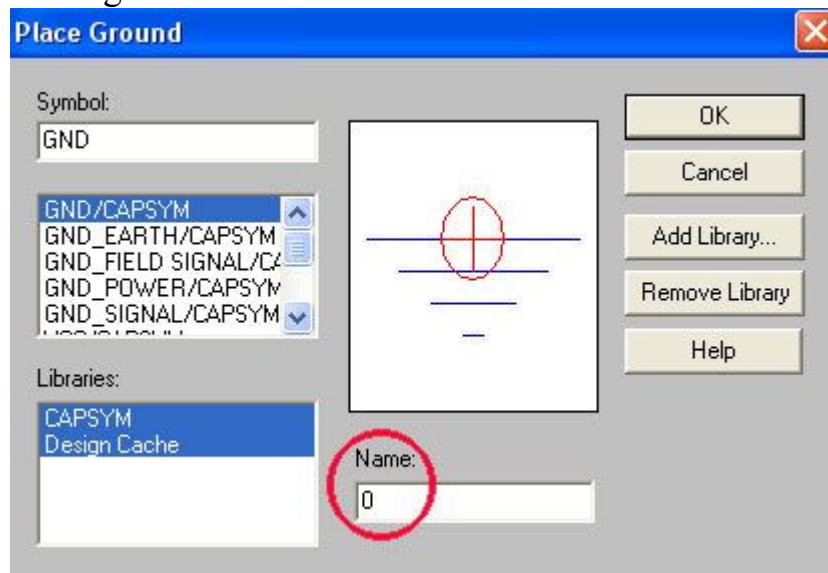 Place Ground
Symbol:
GND
GND/CAPSYM
GND_EARTH/CAPSYM
GND_FIELD SIGNAL/CA
GND_POWER/CAPSYM
GND_SIGNAL/CAPSYM
Libraries:
CAPSYM
Design Cache
Name:
0
OK
Cancel
Add Library...
Remove Library
Help